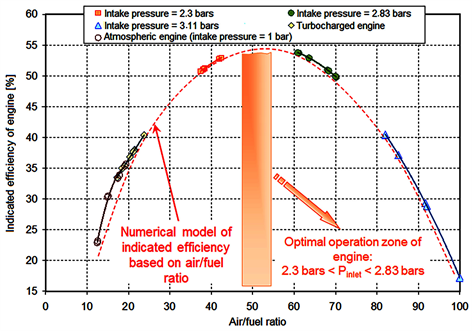 Intake pressure = 2.3 bars
Intake pressure = 2.83 bars
Intake pressure = 3.11 bars
Turbocharged engine
Atmospheric engine (intake pressure = 1 bar)
Indicated efficiency of engine [%]
60
55
50
45
40
35
30
25
20
15
Numerical model of
indicated efficiency
based on air/fuel
ratio
Optimal operation zone of
engine:
2.3 bars < Pinlet < 2.83 bars
0 10 20 30 40 50 60 70 80 90 100
Air/fuel ratio